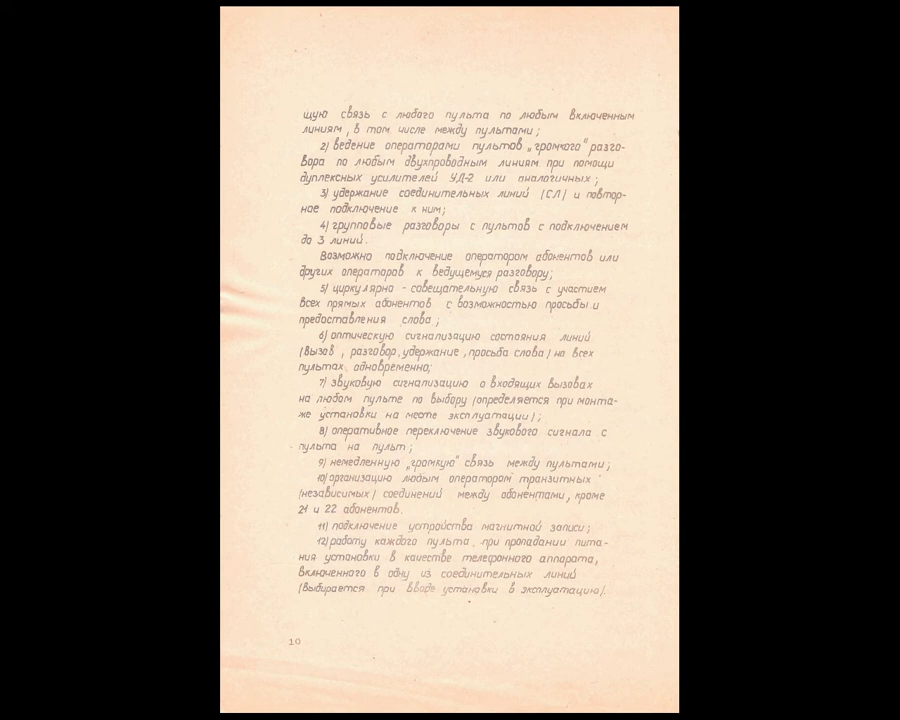 щую связь с любого пульта по любым включенным
линиям, в том числе между пультами;
2) ведение операторами пультов „громкого" разго-
вора по любым двухпроводным линиям при помощи
дуплексных усилителей УД-2 или аналогичных;
3) удержание соединительных линий (СЛ) и повтор-
ное подключение к ним;
4) групповые разговоры с пультов с подключением
до 3 линий.
Возможно подключение оператором абонентов или
других операторов к ведущемуся разговору;
5) циркулярно - совещательную связь с участием
всех прямых абонентов с возможностью просьбы и
предоставления слова;
6) оптическую сигнализацию состояния линий
(вызов, разговор, удержание, просьба слова) на всех
пультах одновременно;
7) звуковую сигнализацию о входящих вызовах
на любом пульте по выбору (определяется при монта-
же установки на месте эксплуатации);
8) оперативное переключение звукового сигнала с
пульта на пульт;
9) немедленную „громкую" связь между пультами;
10) организацию любым оператором транзитных
(независимых) соединений между абонентами, кроме
21 и 22 абонентов.
11) подключение устройства магнитной записи;
12) работу каждого пульта при пропадании пита-
ния установки в качестве телефонного аппарата,
включенного в одну из соединительных линий
(выбирается при вводе установки в эксплуатацию).
10